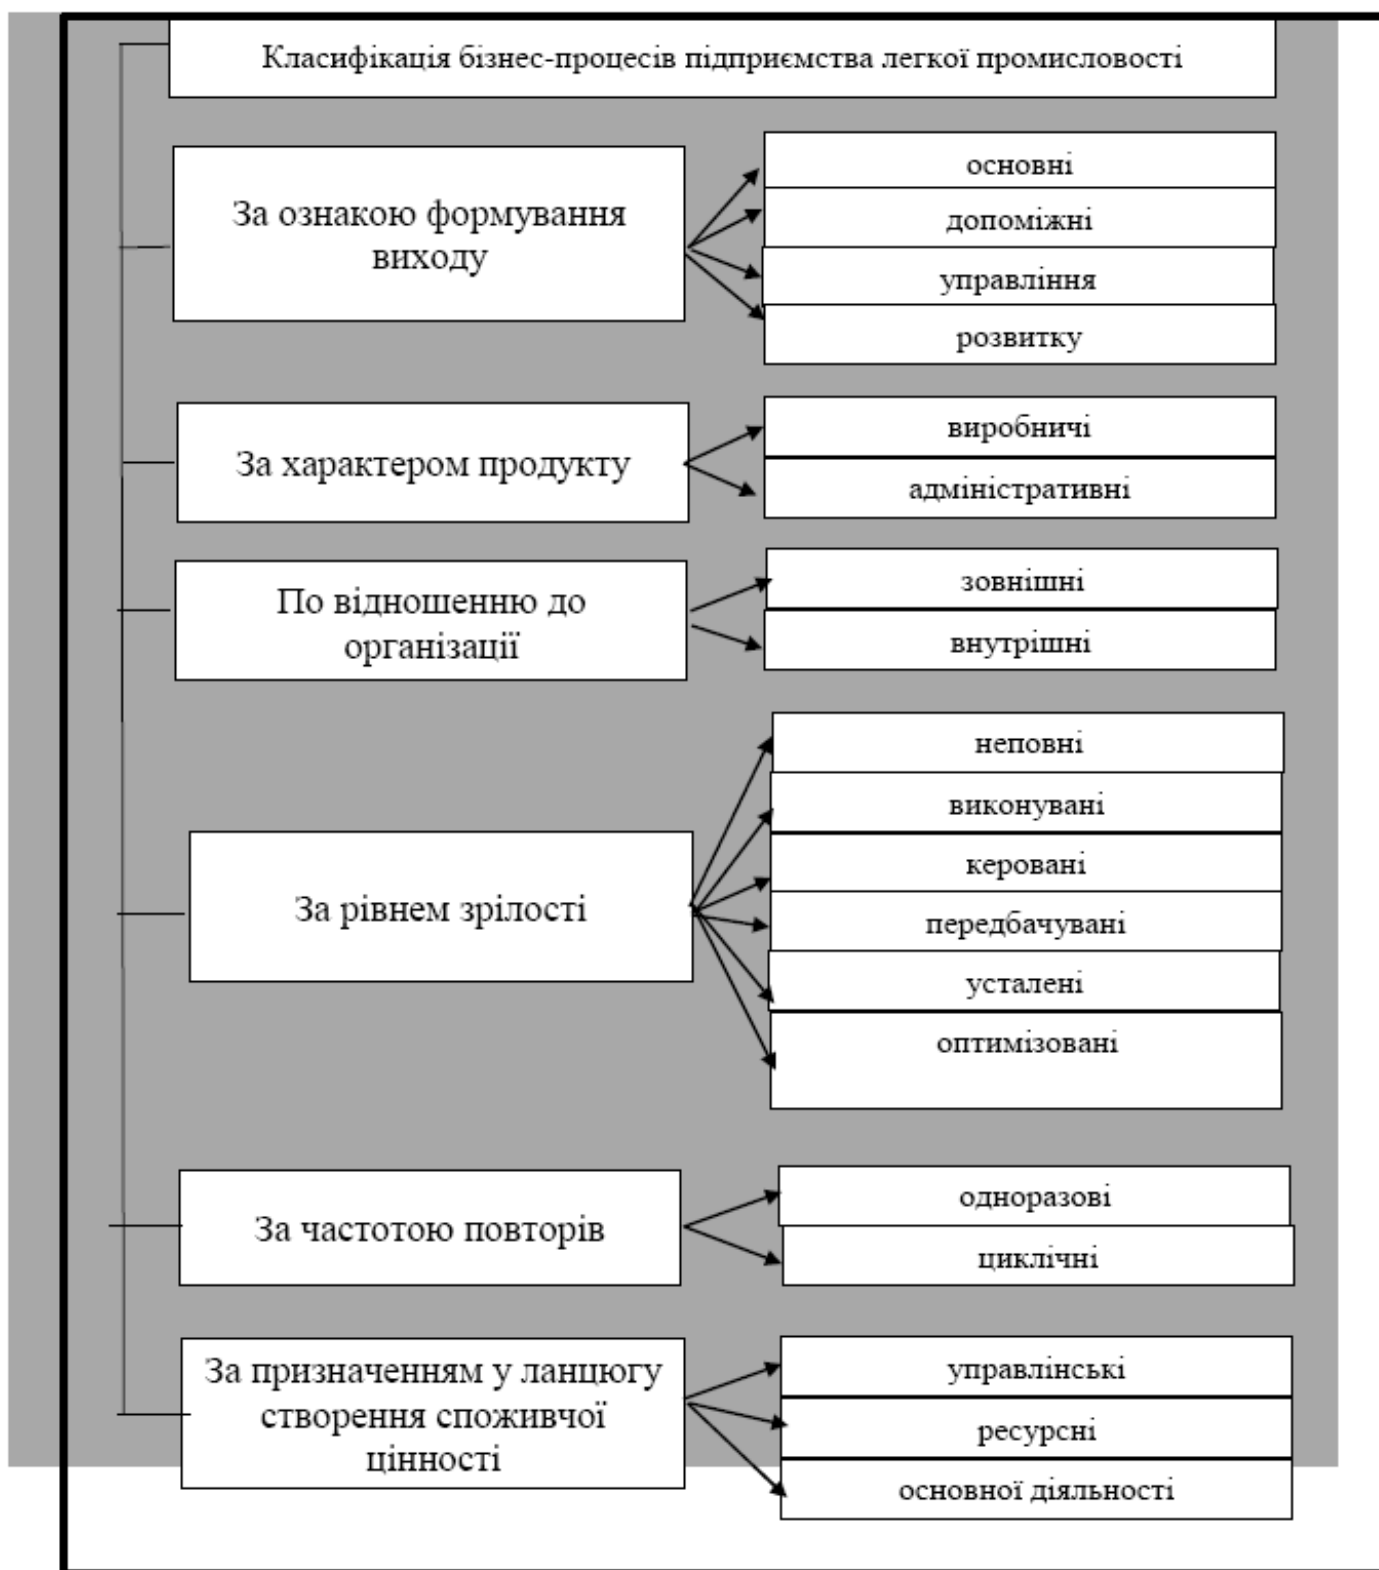 Класифікація бізнес-процесів підприємства легкої промисловості
За ознакою формування
виходу
основні
допоміжні
управління
розвитку
За характером продукту
виробничі
адміністративні
По відношенню до
організації
зовнішні
внутрішні
За рівнем зрілості
неповні
виконувані
керовані
передбачувані
усталені
оптимізовані
За частотою повторів
одноразові
циклічні
За призначенням у ланцюгу
створення споживчої
цінності
управлінські
ресурсні
основної діяльності